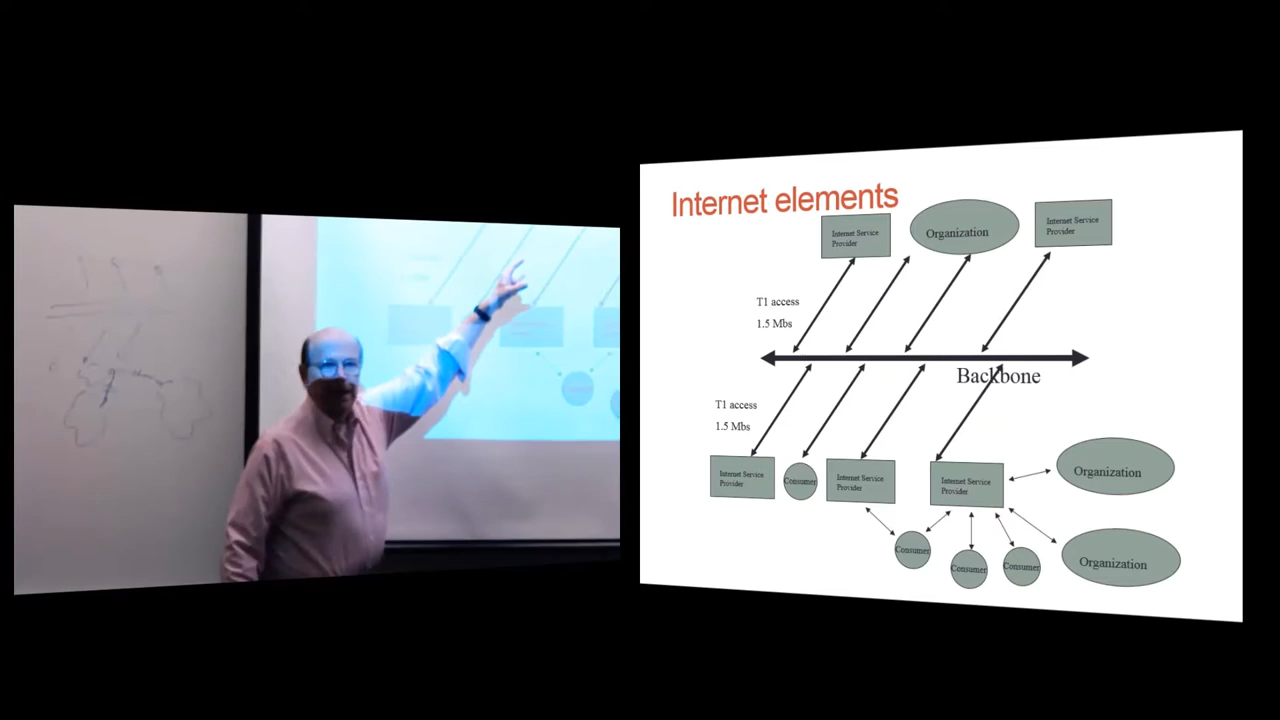 Internet elements
Internet Service
Provider
Organization
Internet Service
Provider
T1 access
1.5 Mbs
Backbone
T1 access
1.5 Mbs
Internet Service
Provider
Consumer
Internet Service
Provider
Internet Service
Provider
Organization
Consumer
Consumer
Consumer
Organization